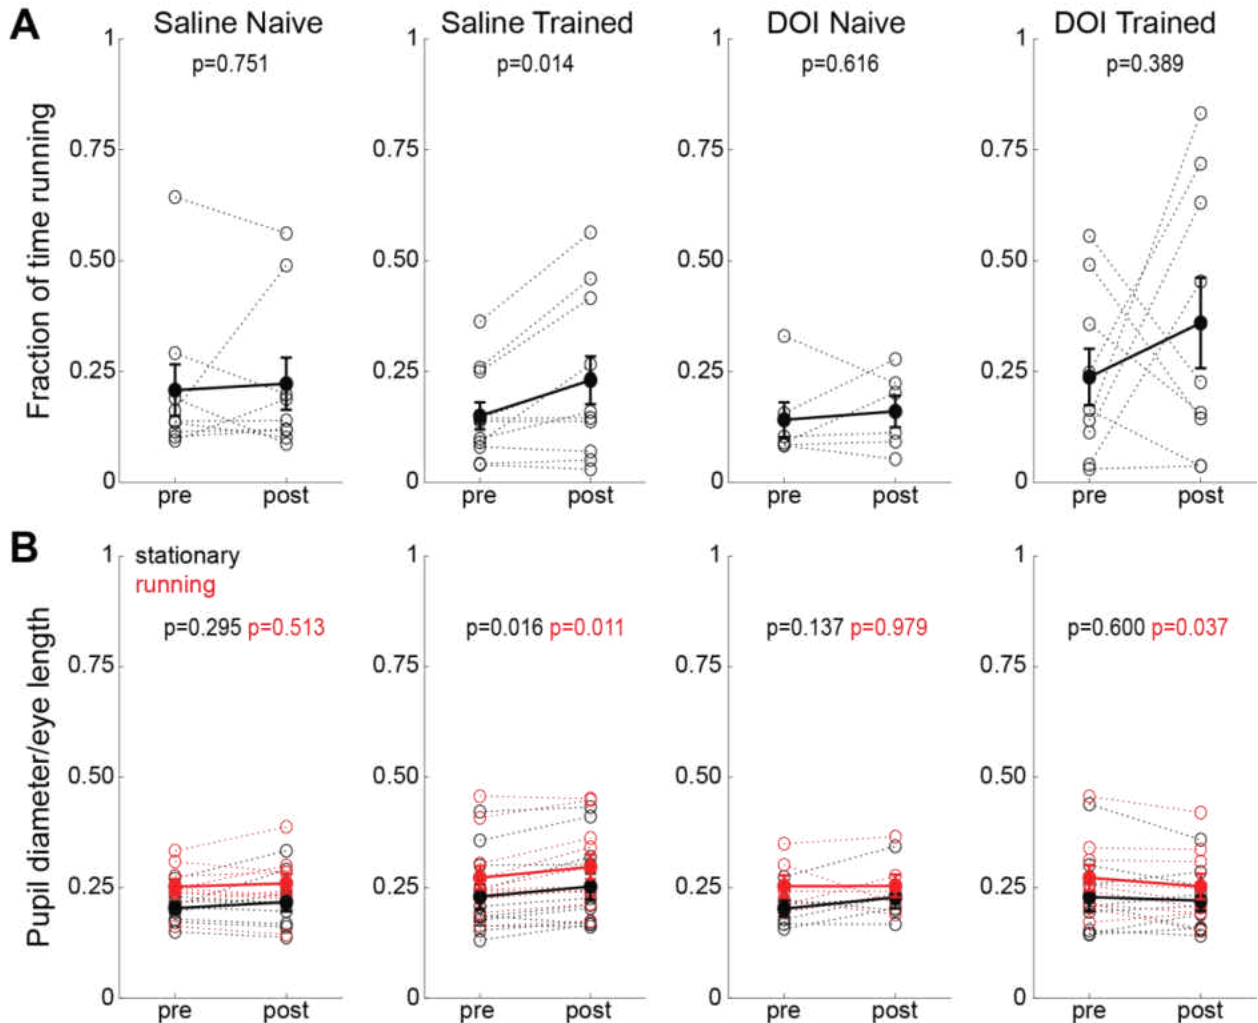 A
Saline Naive
Saline Trained
DOI Naive
DOI Trained
p=0.751
p=0.014
p=0.616
p=0.389
Fraction of time running
1
0.75
0.50
0.25
0
pre
post
1
0.75
0.50
0.25
0
pre
post
1
0.75
0.50
0.25
0
pre
post
1
0.75
0.50
0.25
0
pre
post
B
stationary
running
p=0.295 p=0.513
p=0.016 p=0.011
p=0.137 p=0.979
p=0.600 p=0.037
Pupil diameter/eye length
1
0.75
0.50
0.25
0
pre
post
1
0.75
0.50
0.25
0
pre
post
1
0.75
0.50
0.25
0
pre
post
1
0.75
0.50
0.25
0
pre
post